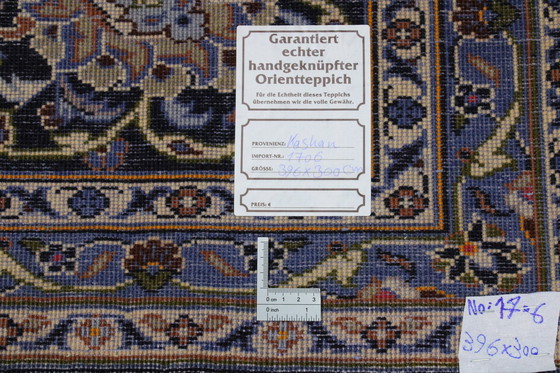 Garantiert
echter
handgeknüpfter
Orientteppich
Für die Echtheit dieses Teppichs
übernehmen wir die volle Gewähr.
PROVENIENZ: Kashan
IMPORT-NR.: 1706
GRÖSSE: 396x300 cm
PREIS: €
0 cm 1 2 3
0 inch 1
No: 17=6
396x300